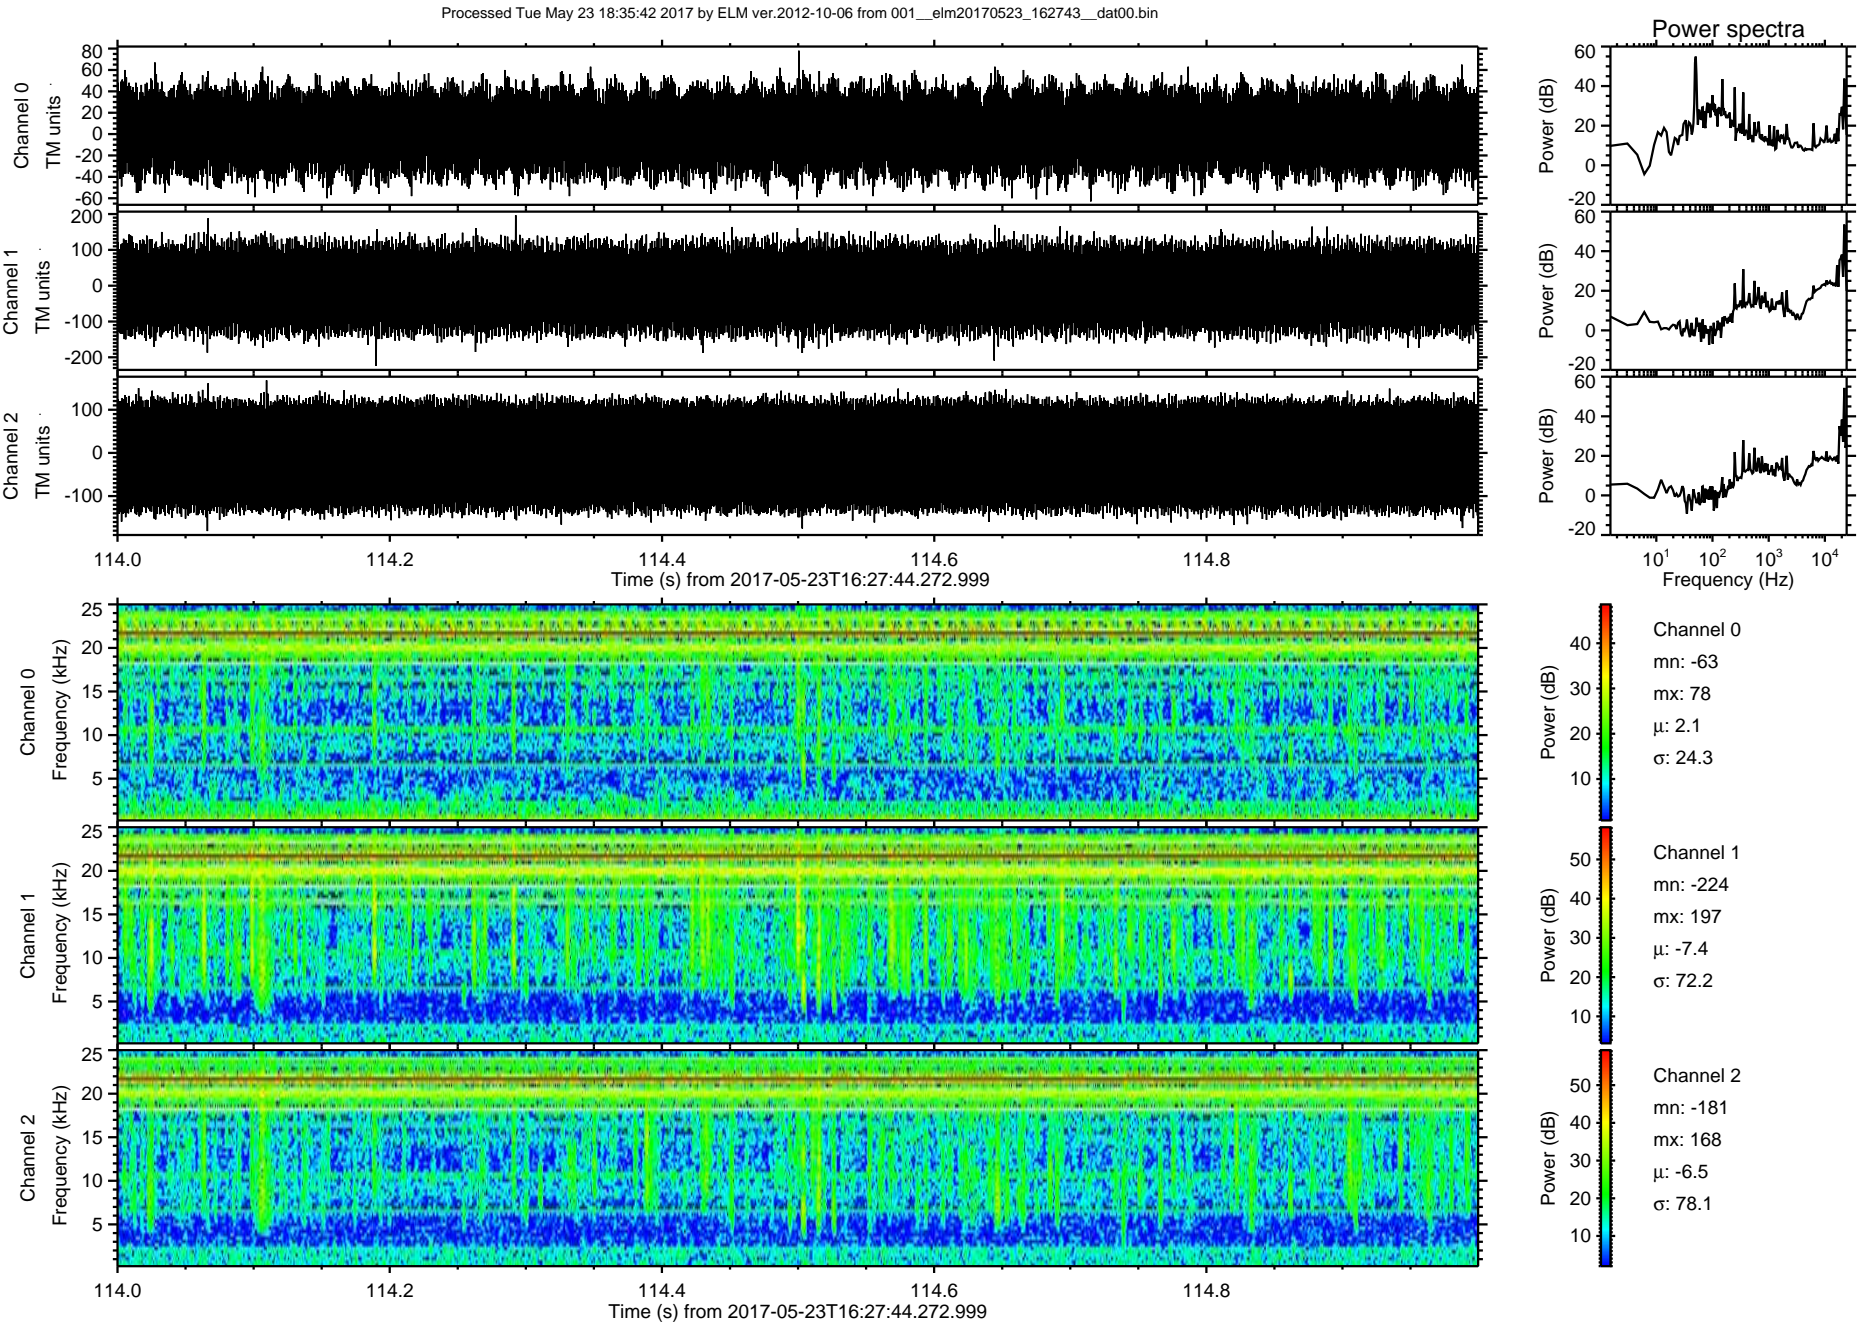 Processed Tue May 23 18:35:42 2017 by ELM ver.2012-10-06 from 001__elm20170523_162743__dat00.bin
Power spectra
Channel 0
TM units
80
60
40
20
0
-20
-40
-60
Power (dB)
60
40
20
0
-20
Channel 1
TM units
200
100
0
-100
-200
Power (dB)
60
40
20
0
-20
Channel 2
TM units
100
0
-100
Power (dB)
60
40
20
0
-20
114.0 114.2 114.4 114.6 114.8
Time (s) from 2017-05-23T16:27:44.272.999
10¹ 10² 10³ 10⁴
Frequency (Hz)
Channel 0
Frequency (kHz)
25
20
15
10
5
Power (dB)
40
30
20
10
Channel 0
mn: -63
mx: 78
μ: 2.1
σ: 24.3
Channel 1
Frequency (kHz)
25
20
15
10
5
Power (dB)
50
40
30
20
10
Channel 1
mn: -224
mx: 197
μ: -7.4
σ: 72.2
Channel 2
Frequency (kHz)
25
20
15
10
5
Power (dB)
50
40
30
20
10
Channel 2
mn: -181
mx: 168
μ: -6.5
σ: 78.1
114.0 114.2 114.4 114.6 114.8
Time (s) from 2017-05-23T16:27:44.272.999